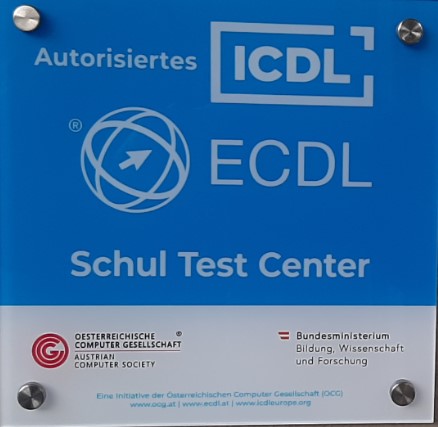 Autorisiertes ICDL
® ECDL
Schul Test Center
OESTERREICHISCHE ®
COMPUTER GESELLSCHAFT
AUSTRIAN
COMPUTER SOCIETY
Bundesministerium
Bildung, Wissenschaft
und Forschung
Eine Initiative der Österreichischen Computer Gesellschaft (OCG)
www.ocg.at | www.ecdl.at | www.icdleurope.org